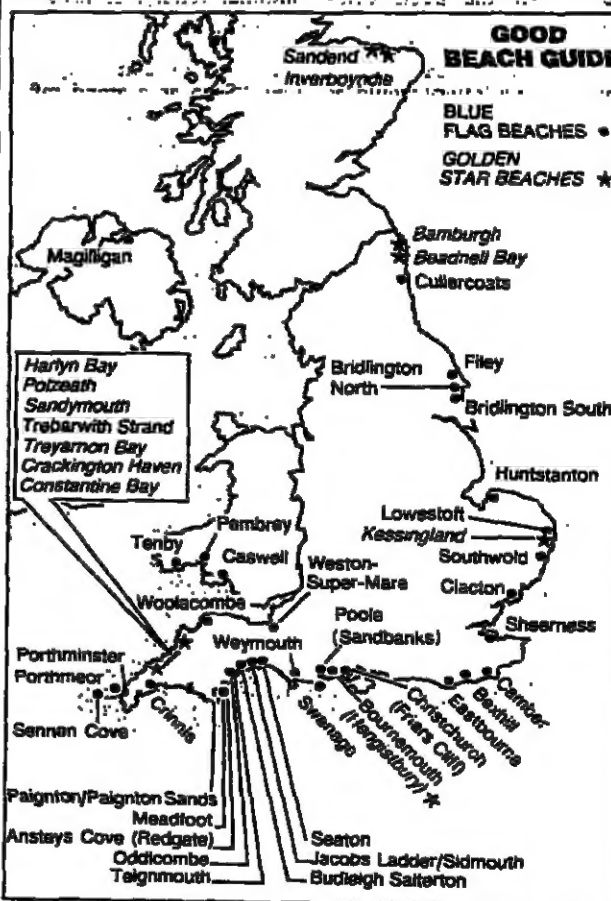 GOOD
BEACH GUIDE
BLUE
FLAG BEACHES
GOLDEN
STAR BEACHES
Sandend
Inverboyndie
Bamburgh
Beadnell Bay
Cullercoats
Magilligan
Filey
Bridlington
North
Bridlington South
Harlyn Bay
Polzeath
Sandymouth
Trebarwith Strand
Treyarnon Bay
Crackington Haven
Constantine Bay
Huntstanton
Lowestoft
Kessingland
Southwold
Pembrey
Tenby
Caswell
Weston-
Super-Mare
Clacton
Woolacombe
Poole
(Sandbanks)
Sheerness
Weymouth
Porthminster
Porthmeor
Crinnis
Sennan Cove
Swanage
Bournemouth
(Hengistbury)
Christchurch
(Friars Cliff)
Eastbourne
Bexhill
Camber
Paignton/Paignton Sands
Meadfoot
Ansteys Cove (Redgate)
Oddicombe
Teignmouth
Seaton
Jacobs Ladder/Sidmouth
Budleigh Salterton